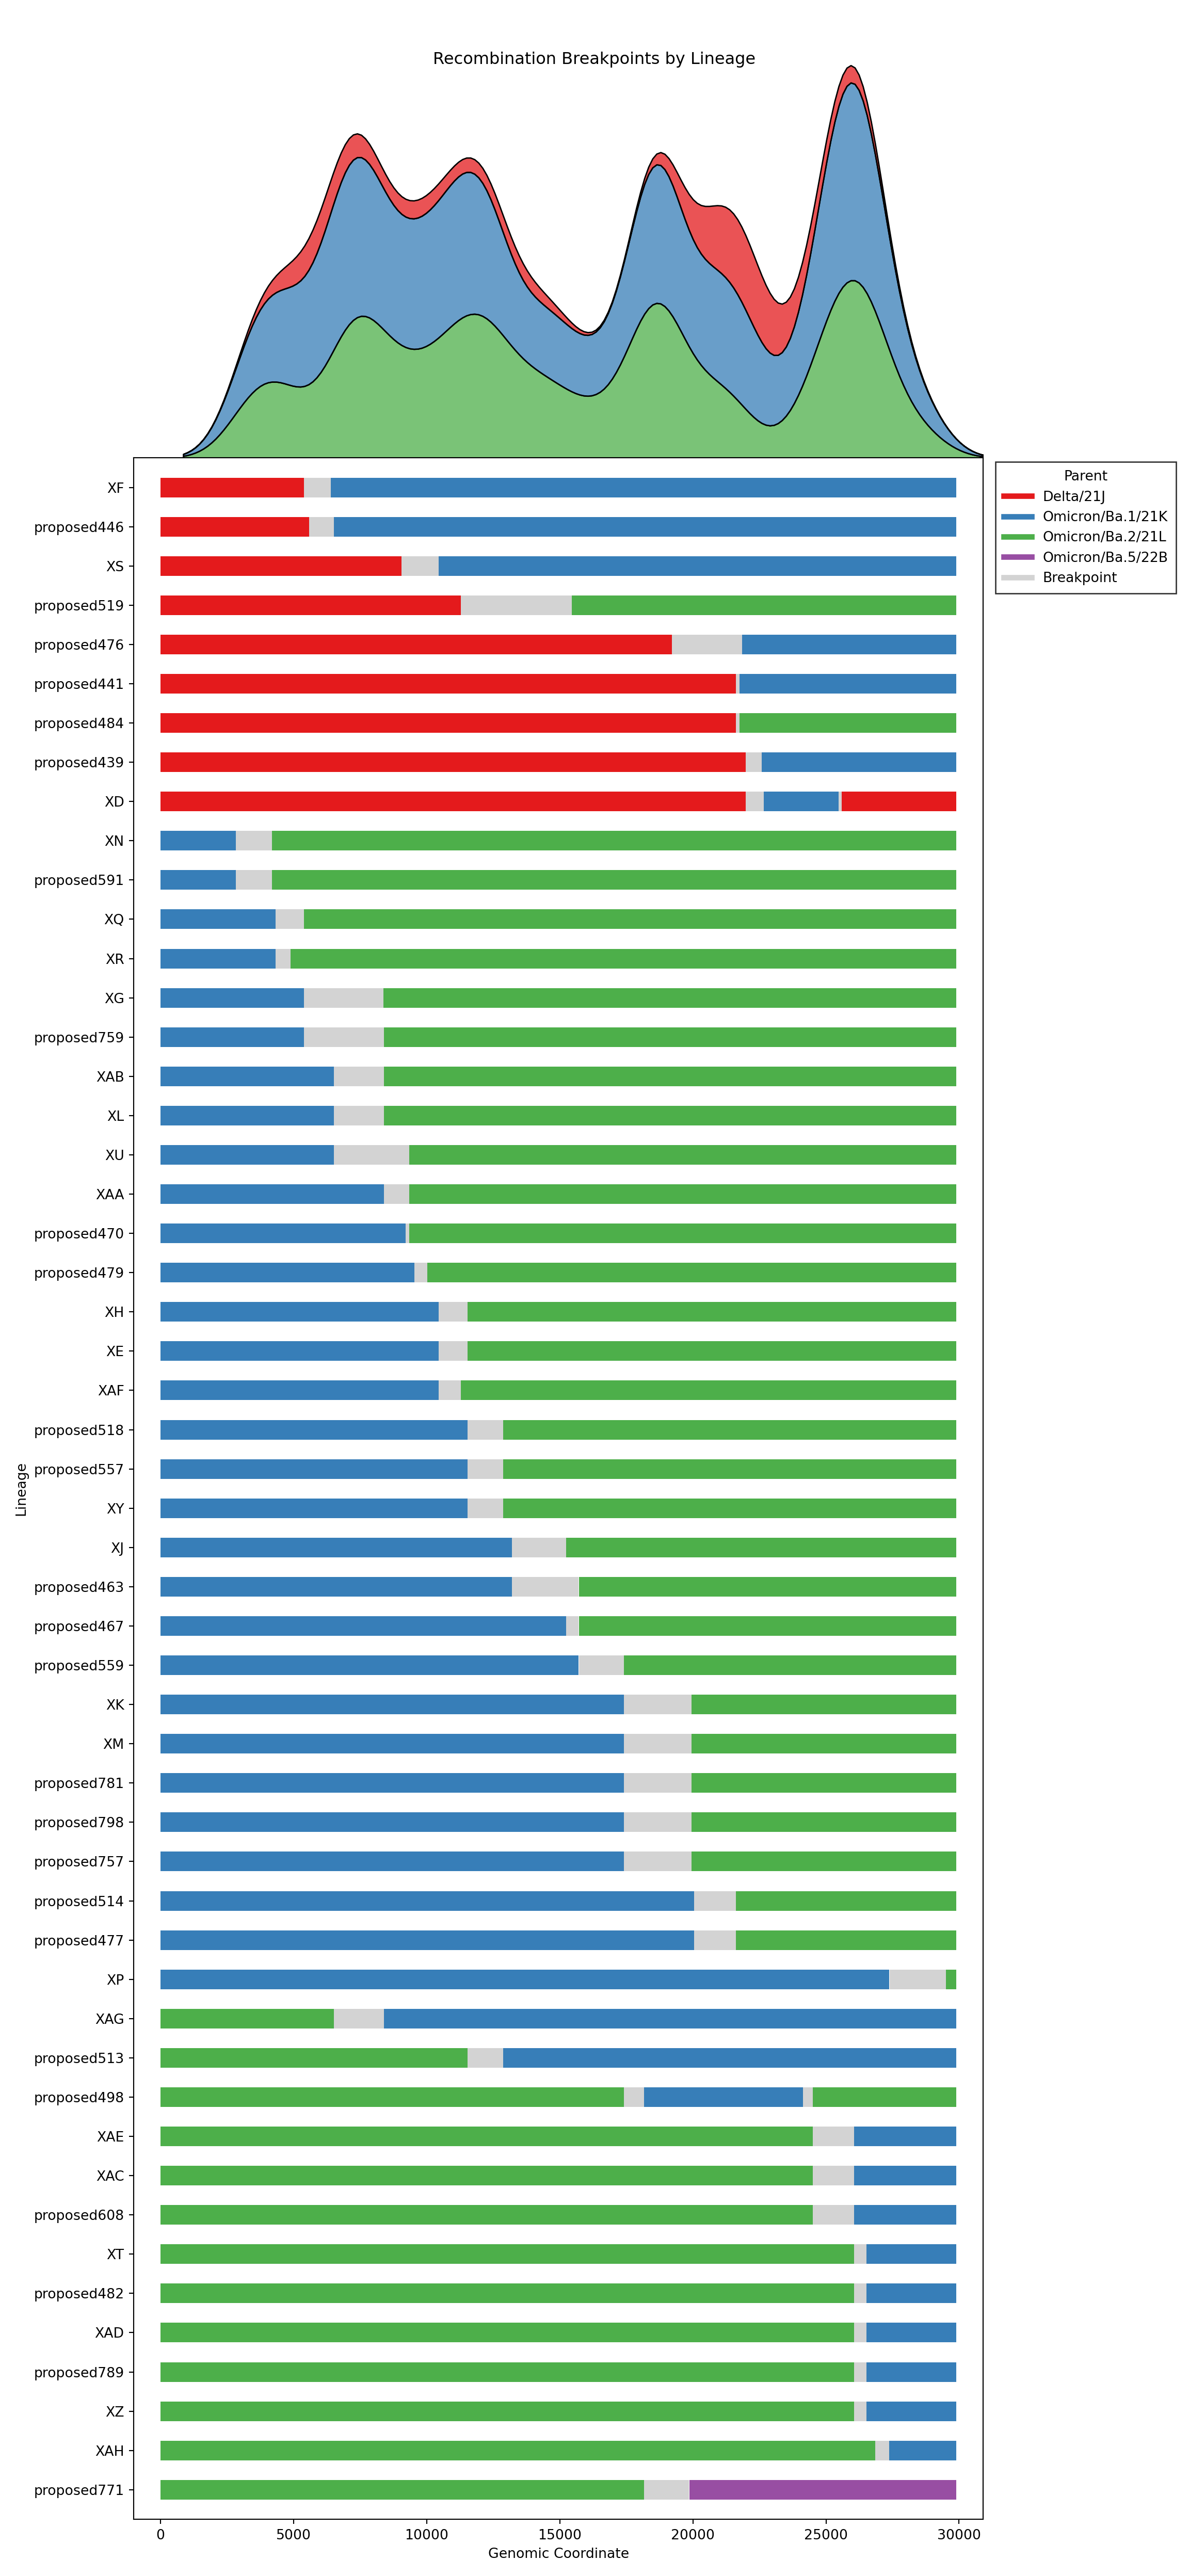 Recombination Breakpoints by Lineage
Parent
Delta/21J
Omicron/Ba.1/21K
Omicron/Ba.2/21L
Omicron/Ba.5/22B
Breakpoint
Lineage
XF
proposed446
XS
proposed519
proposed476
proposed441
proposed484
proposed439
XD
XN
proposed591
XQ
XR
XG
proposed759
XAB
XL
XU
XAA
proposed470
proposed479
XH
XE
XAF
proposed518
proposed557
XY
XJ
proposed463
proposed467
proposed559
XK
XM
proposed781
proposed798
proposed757
proposed514
proposed477
XP
XAG
proposed513
proposed498
XAE
XAC
proposed608
XT
proposed482
XAD
proposed789
XZ
XAH
proposed771
0 5000 10000 15000 20000 25000 30000
Genomic Coordinate